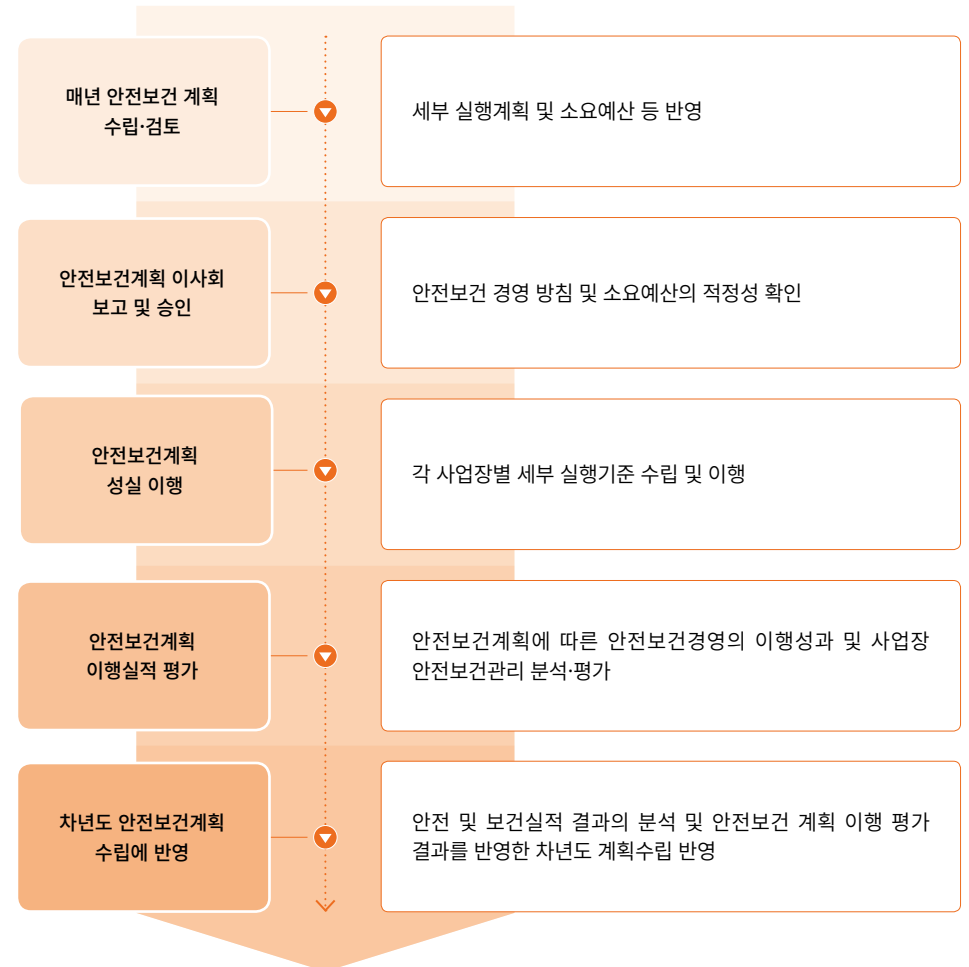 매년 안전보건 계획
수립·검토
세부 실행계획 및 소요예산 등 반영
안전보건계획 이사회
보고 및 승인
안전보건 경영 방침 및 소요예산의 적정성 확인
안전보건계획
성실 이행
각 사업장별 세부 실행기준 수립 및 이행
안전보건계획
이행실적 평가
안전보건계획에 따른 안전보건경영의 이행성과 및 사업장
안전보건관리 분석·평가
차년도 안전보건계획
수립에 반영
안전 및 보건실적 결과의 분석 및 안전보건 계획 이행 평가
결과를 반영한 차년도 계획수립 반영